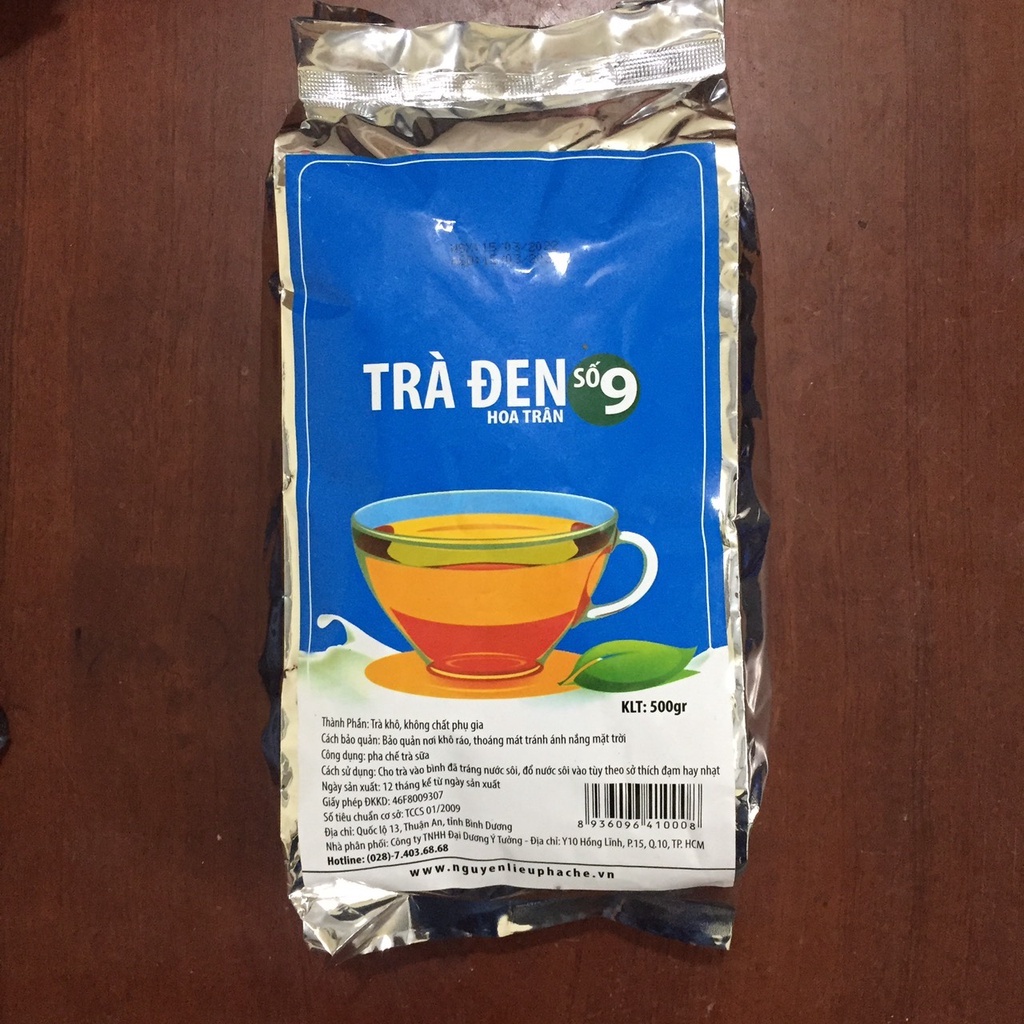 15/03/202
TRÀ ĐEN SỐ 9
HOA TRÂN
KLT: 500gr
Thành Phần: Trà khô, không chất phụ gia
Cách bảo quản: Bảo quản nơi khô ráo, thoáng mát tránh ánh nắng mặt trời
Công dụng: pha chế trà sữa
Cách sử dụng: Cho trà vào bình đã tráng nước sôi, đổ nước sôi vào tùy theo sở thích đạm hay nhạt
Ngày sản xuất: 12 tháng kể từ ngày sản xuất
Giấy phép ĐKKD: 46F8009307
Số tiêu chuẩn cơ sở: TCCS 01/2009
Địa chỉ: Quốc lộ 13, Thuận An, tỉnh Bình Dương
Nhà phân phối: Công ty TNHH Đại Dương Ý Tưởng - Địa chỉ: Y10 Hồng Lĩnh, P.15, Q.10, TP. HCM
Hotline: (028)-7.403.68.68
8 936096 410008
www.nguyenlieuphache.vn